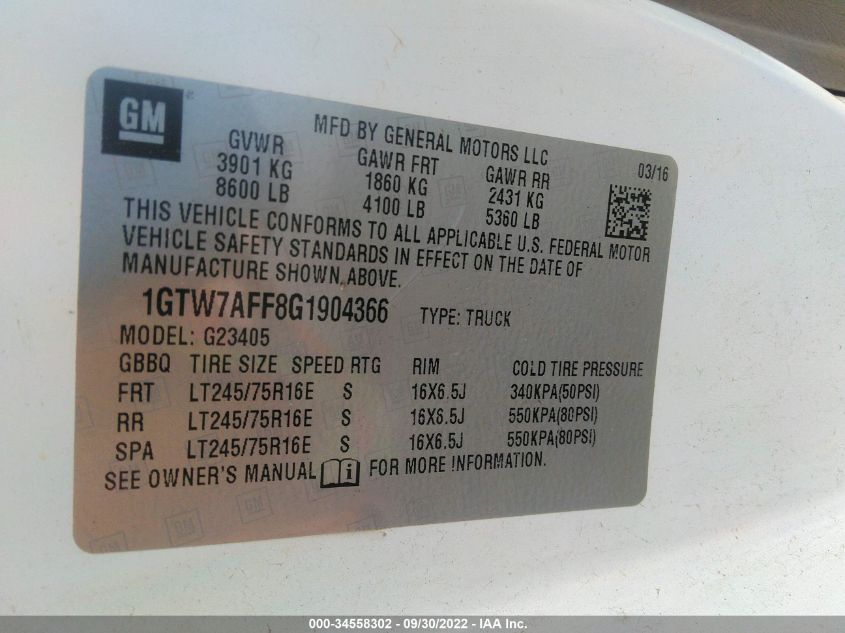 GM
MFD BY GENERAL MOTORS LLC
03/16
GVWR GAWR FRT GAWR RR
3901 KG 1860 KG 2431 KG
8600 LB 4100 LB 5360 LB
THIS VEHICLE CONFORMS TO ALL APPLICABLE U.S. FEDERAL MOTOR
VEHICLE SAFETY STANDARDS IN EFFECT ON THE DATE OF
MANUFACTURE SHOWN ABOVE.
1GTW7AFF8G1904366 TYPE: TRUCK
MODEL: G23405
GBBQ TIRE SIZE SPEED RTG RIM COLD TIRE PRESSURE
FRT LT245/75R16E S 16X6.5J 340KPA(50PSI)
RR LT245/75R16E S 16X6.5J 550KPA(80PSI)
SPA LT245/75R16E S 16X6.5J 550KPA(80PSI)
SEE OWNER'S MANUAL i FOR MORE INFORMATION.
000-34558302 - 09/30/2022 - IAA Inc.